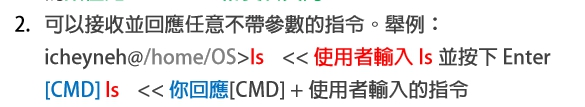 2. 可以接收並回應任意不帶參數的指令。舉例：
icheyneh@/home/OS>ls << 使用者輸入 ls 並按下 Enter
[CMD] ls << 你回應[CMD] + 使用者輸入的指令